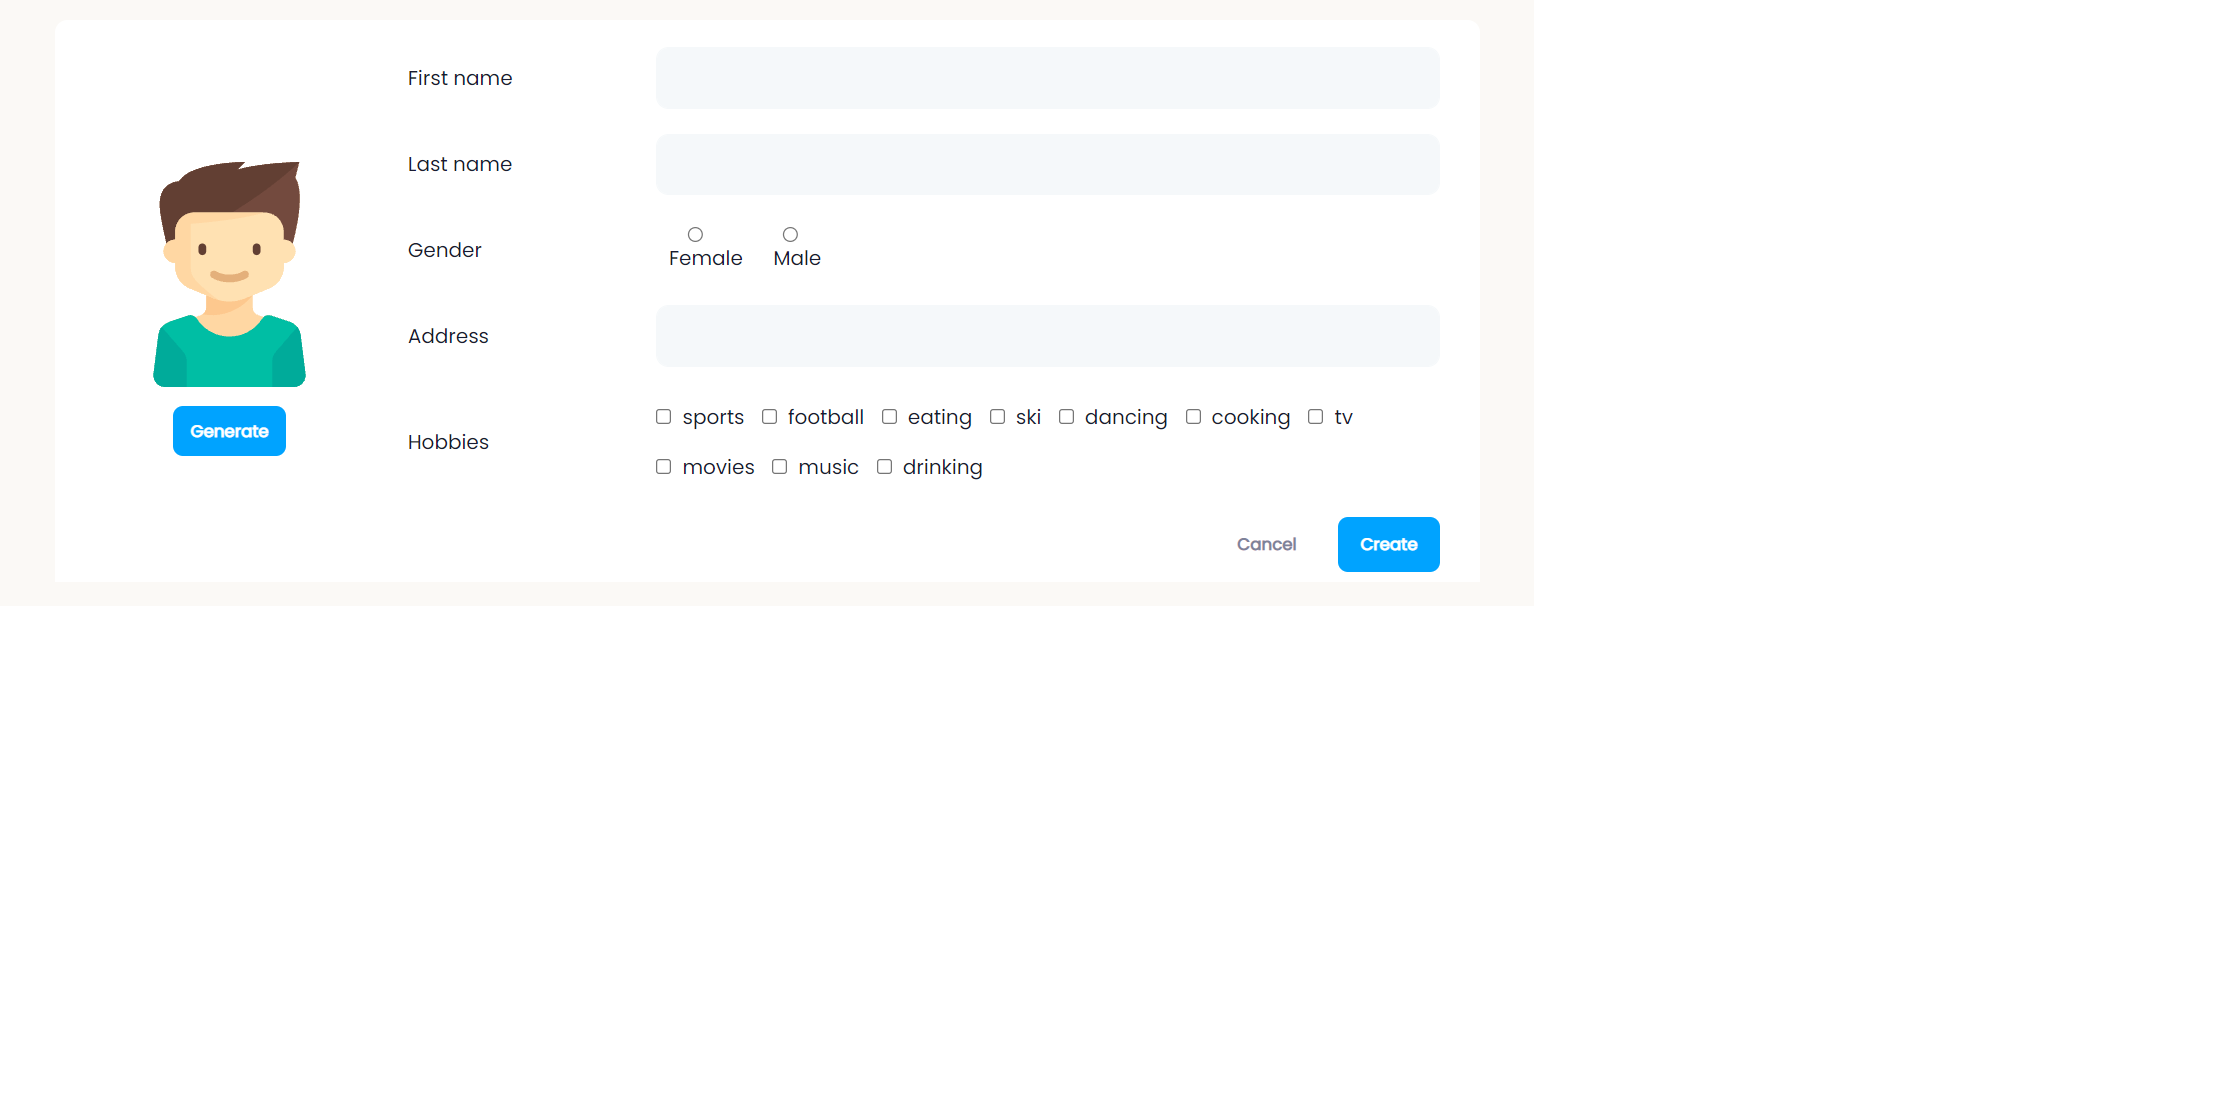 First name
Last name
Gender
Female Male
Address
Generate
Hobbies
sports football eating ski dancing cooking tv
movies music drinking
Cancel Create